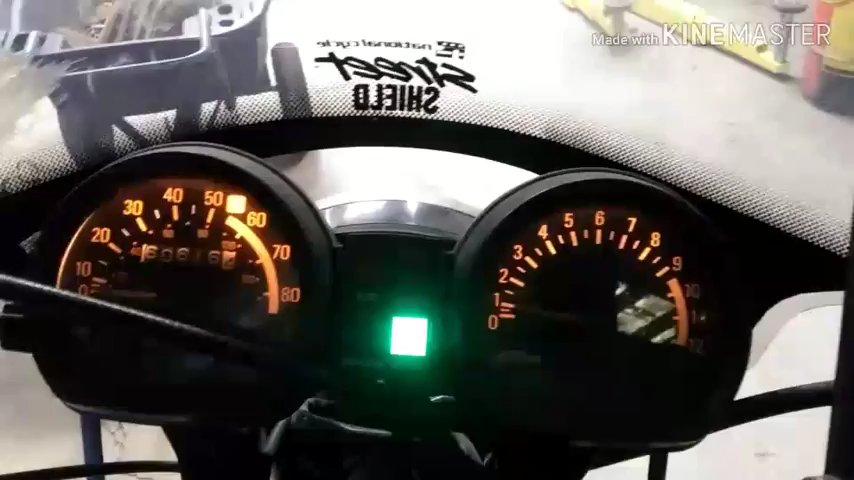 Made with KINEMASTER
national cycle
Street
SHIELD
0 10 20 30 40 50 60 70 80
0 1 2 3 4 5 6 7 8 9 10 11 12